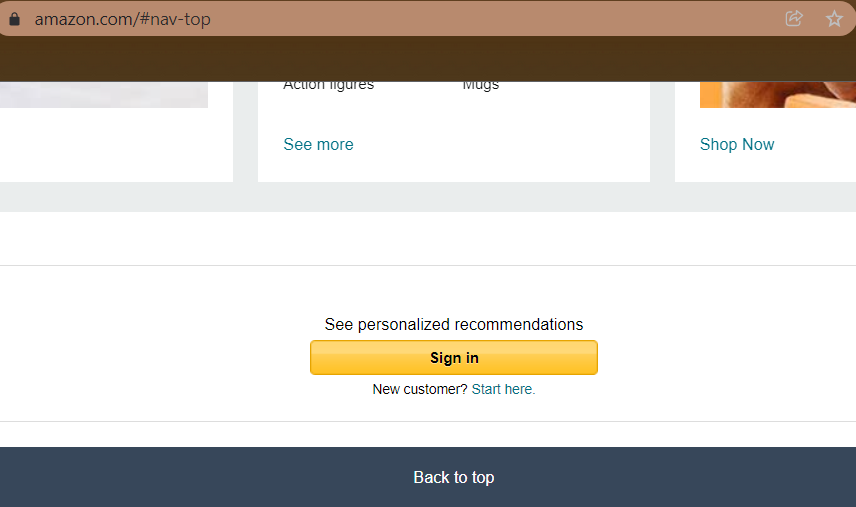 amazon.com/#nav-top
Action figures
Mugs
See more
Shop Now
See personalized recommendations
Sign in
New customer? Start here.
Back to top